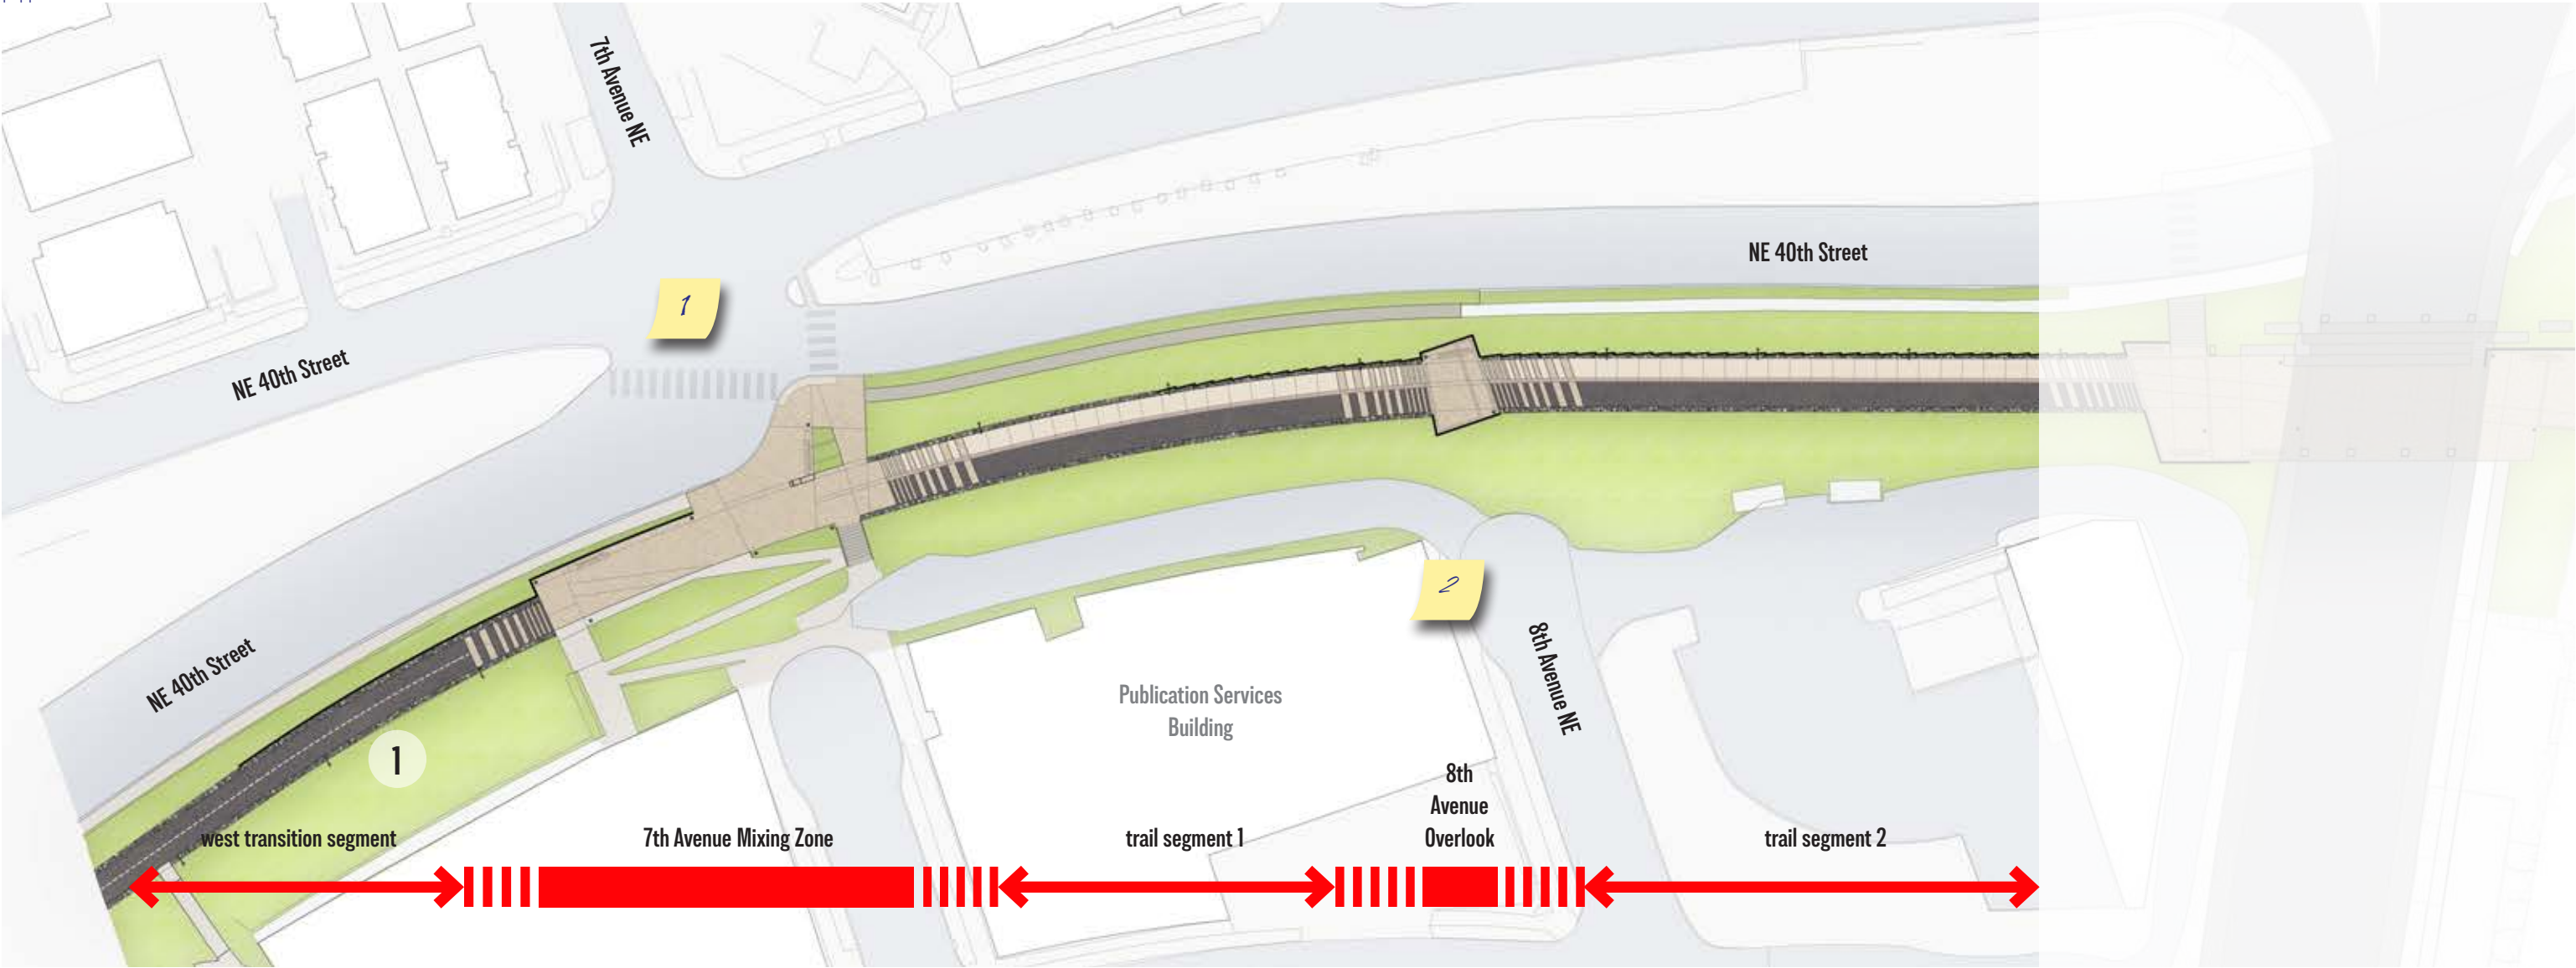 7th Avenue NE
NE 40th Street
1
NE 40th Street
2
8th Avenue NE
NE 40th Street
Publication Services
Building
1
8th
Avenue
Overlook
west transition segment
7th Avenue Mixing Zone
trail segment 1
trail segment 2